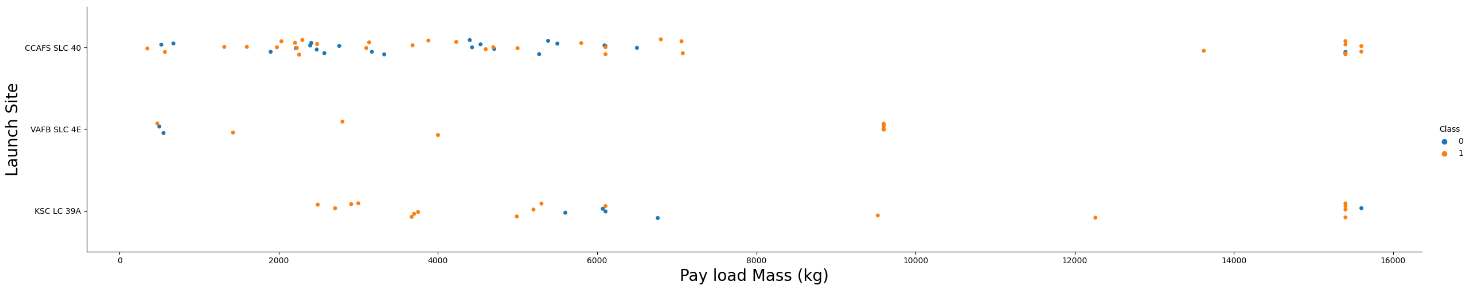 Launch Site
CCAFS SLC 40
VAFB SLC 4E
KSC LC 39A
0 2000 4000 6000 8000 10000 12000 14000 16000
Pay load Mass (kg)
Class
0
1